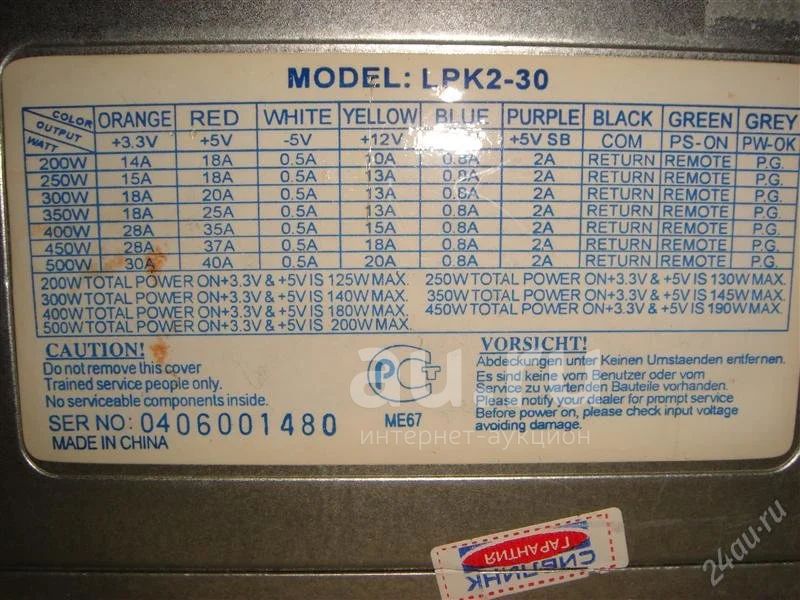 MODEL: LPK2-30
COLOR OUTPUT WATT ORANGE RED WHITE YELLOW BLUE PURPLE BLACK GREEN GREY
+3.3V +5V -5V +12V +5V SB COM PS-ON PW-OK
200W 14A 18A 0.5A 10A 0.8A 2A RETURN REMOTE P.G.
250W 15A 18A 0.5A 13A 0.8A 2A RETURN REMOTE P.G.
300W 18A 20A 0.5A 13A 0.8A 2A RETURN REMOTE P.G.
350W 18A 25A 0.5A 13A 0.8A 2A RETURN REMOTE P.G.
400W 28A 35A 0.5A 15A 0.8A 2A RETURN REMOTE P.G.
450W 28A 37A 0.5A 18A 0.8A 2A RETURN REMOTE P.G.
500W 30A 40A 0.5A 20A 0.8A 2A RETURN REMOTE P.G.
200W TOTAL POWER ON+3.3V & +5V IS 125W MAX. 250W TOTAL POWER ON+3.3V & +5V IS 130W MAX.
300W TOTAL POWER ON+3.3V & +5V IS 140W MAX. 350W TOTAL POWER ON+3.3V & +5V IS 145W MAX.
400W TOTAL POWER ON+3.3V & +5V IS 180W MAX. 450W TOTAL POWER ON+3.3V & +5V IS 190W MAX.
500W TOTAL POWER ON+3.3V & +5V IS 200W MAX.
CAUTION!
Do not remove this cover
Trained service people only.
No serviceable components inside.
SER NO: 0406001480
MADE IN CHINA
РСТ
ME67
VORSICHT!
Abdeckungen unter Keinen Umstaenden entfernen.
Es sind keine vom Benutzer oder vom
Service zu wartenden Bauteile vorhanden.
Please notify your dealer for prompt service
Before power on, please check input voltage
avoiding damage.
au.ru
интернет-аукцион
ГАРАНТИЯ
СИБЛИНК
24au.ru